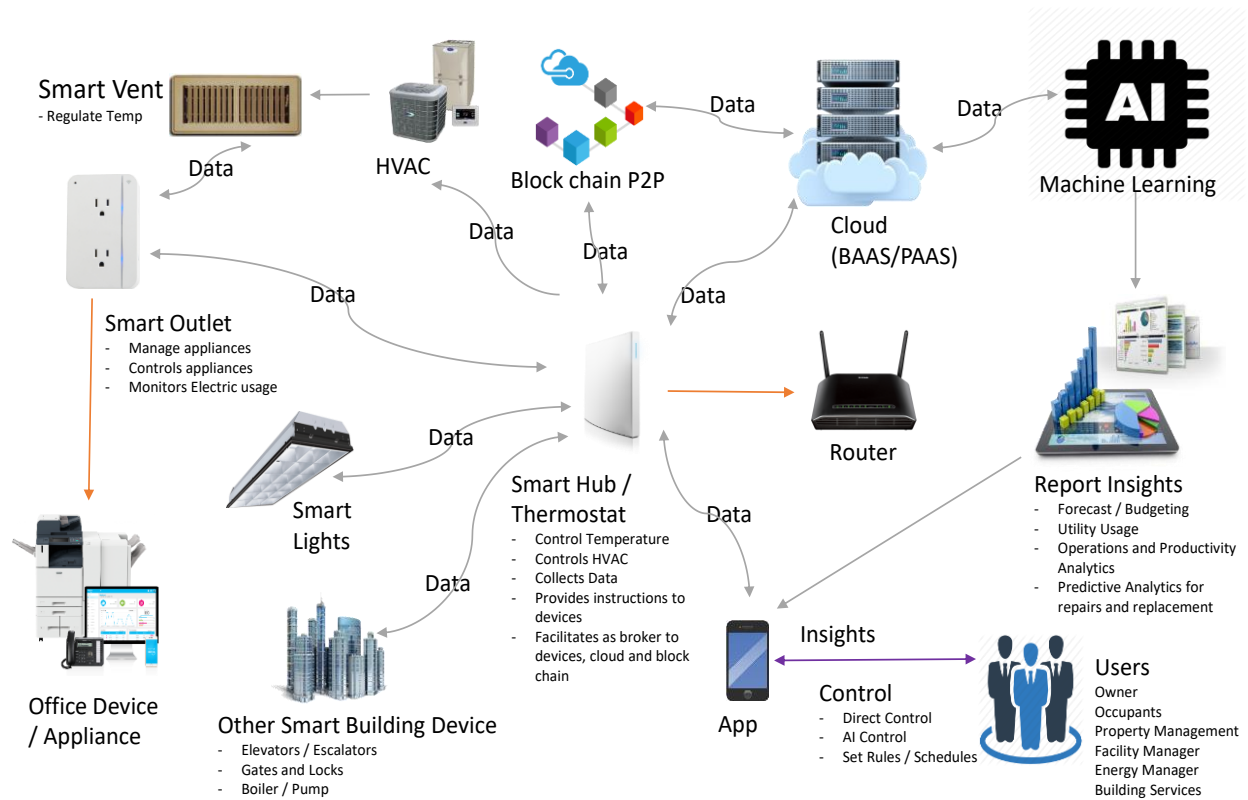 Smart Vent
- Regulate Temp
HVAC
Block chain P2P
Data
Data
AI
Machine Learning
Cloud
(BAAS/PAAS)
Data
Data
Data
Data
Data
Smart Outlet
- Manage appliances
- Controls appliances
- Monitors Electric usage
Router
Data
Smart
Lights
Smart Hub /
Thermostat
- Control Temperature
- Controls HVAC
- Collects Data
- Provides instructions to
devices
- Facilitates as broker to
devices, cloud and block
chain
Data
Data
Report Insights
- Forecast / Budgeting
- Utility Usage
- Operations and Productivity
Analytics
- Predictive Analytics for
repairs and replacement
Office Device
/ Appliance
Other Smart Building Device
- Elevators / Escalators
- Gates and Locks
- Boiler / Pump
App
Insights
Control
- Direct Control
- AI Control
- Set Rules / Schedules
Users
Owner
Occupants
Property Management
Facility Manager
Energy Manager
Building Services